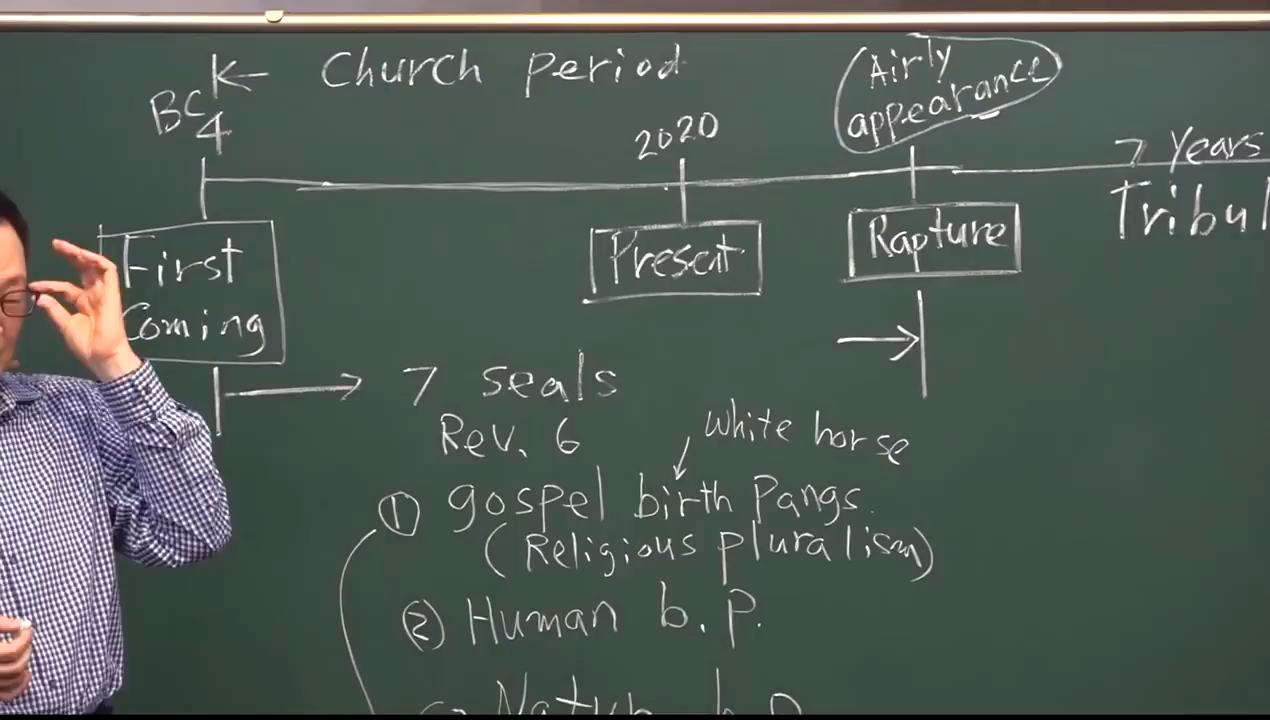 Church period
BC 4
2020
Airly
appearance
7 Years
Tribul
First
Coming
Present
Rapture
7 seals
Rev. 6
white horse
① gospel birth pangs.
(Religious pluralism)
② Human b. p.